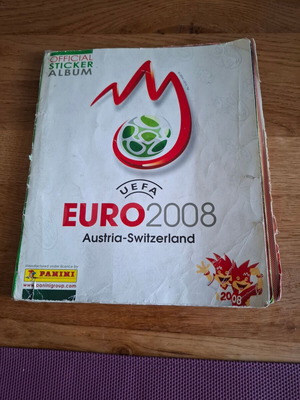 OFFICIAL
STICKER
ALBUM
UEFA
EURO2008
Austria-Switzerland
PANINI
www.paninigroup.com
2008